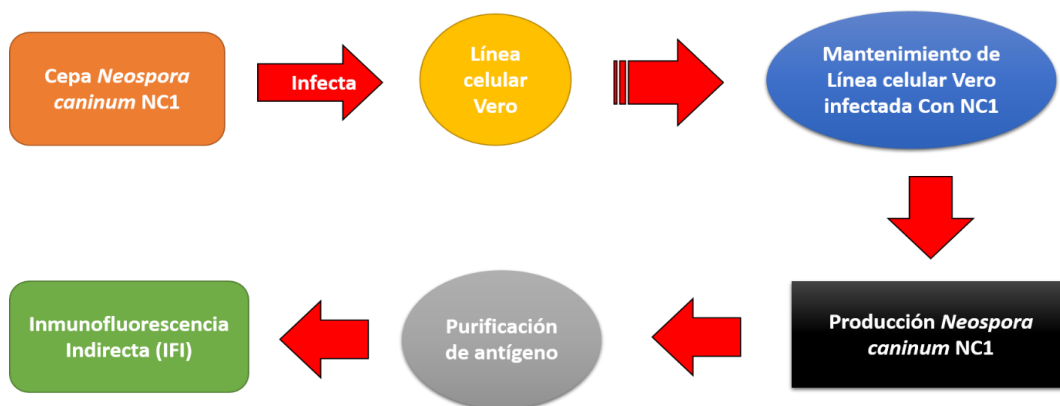 Cepa Neospora
caninum NC1
Infecta
Línea
celular
Vero
Mantenimiento de
Línea celular Vero
infectada Con NC1
Producción Neospora
caninum NC1
Purificación
de antígeno
Inmunofluorescencia
Indirecta (IFI)